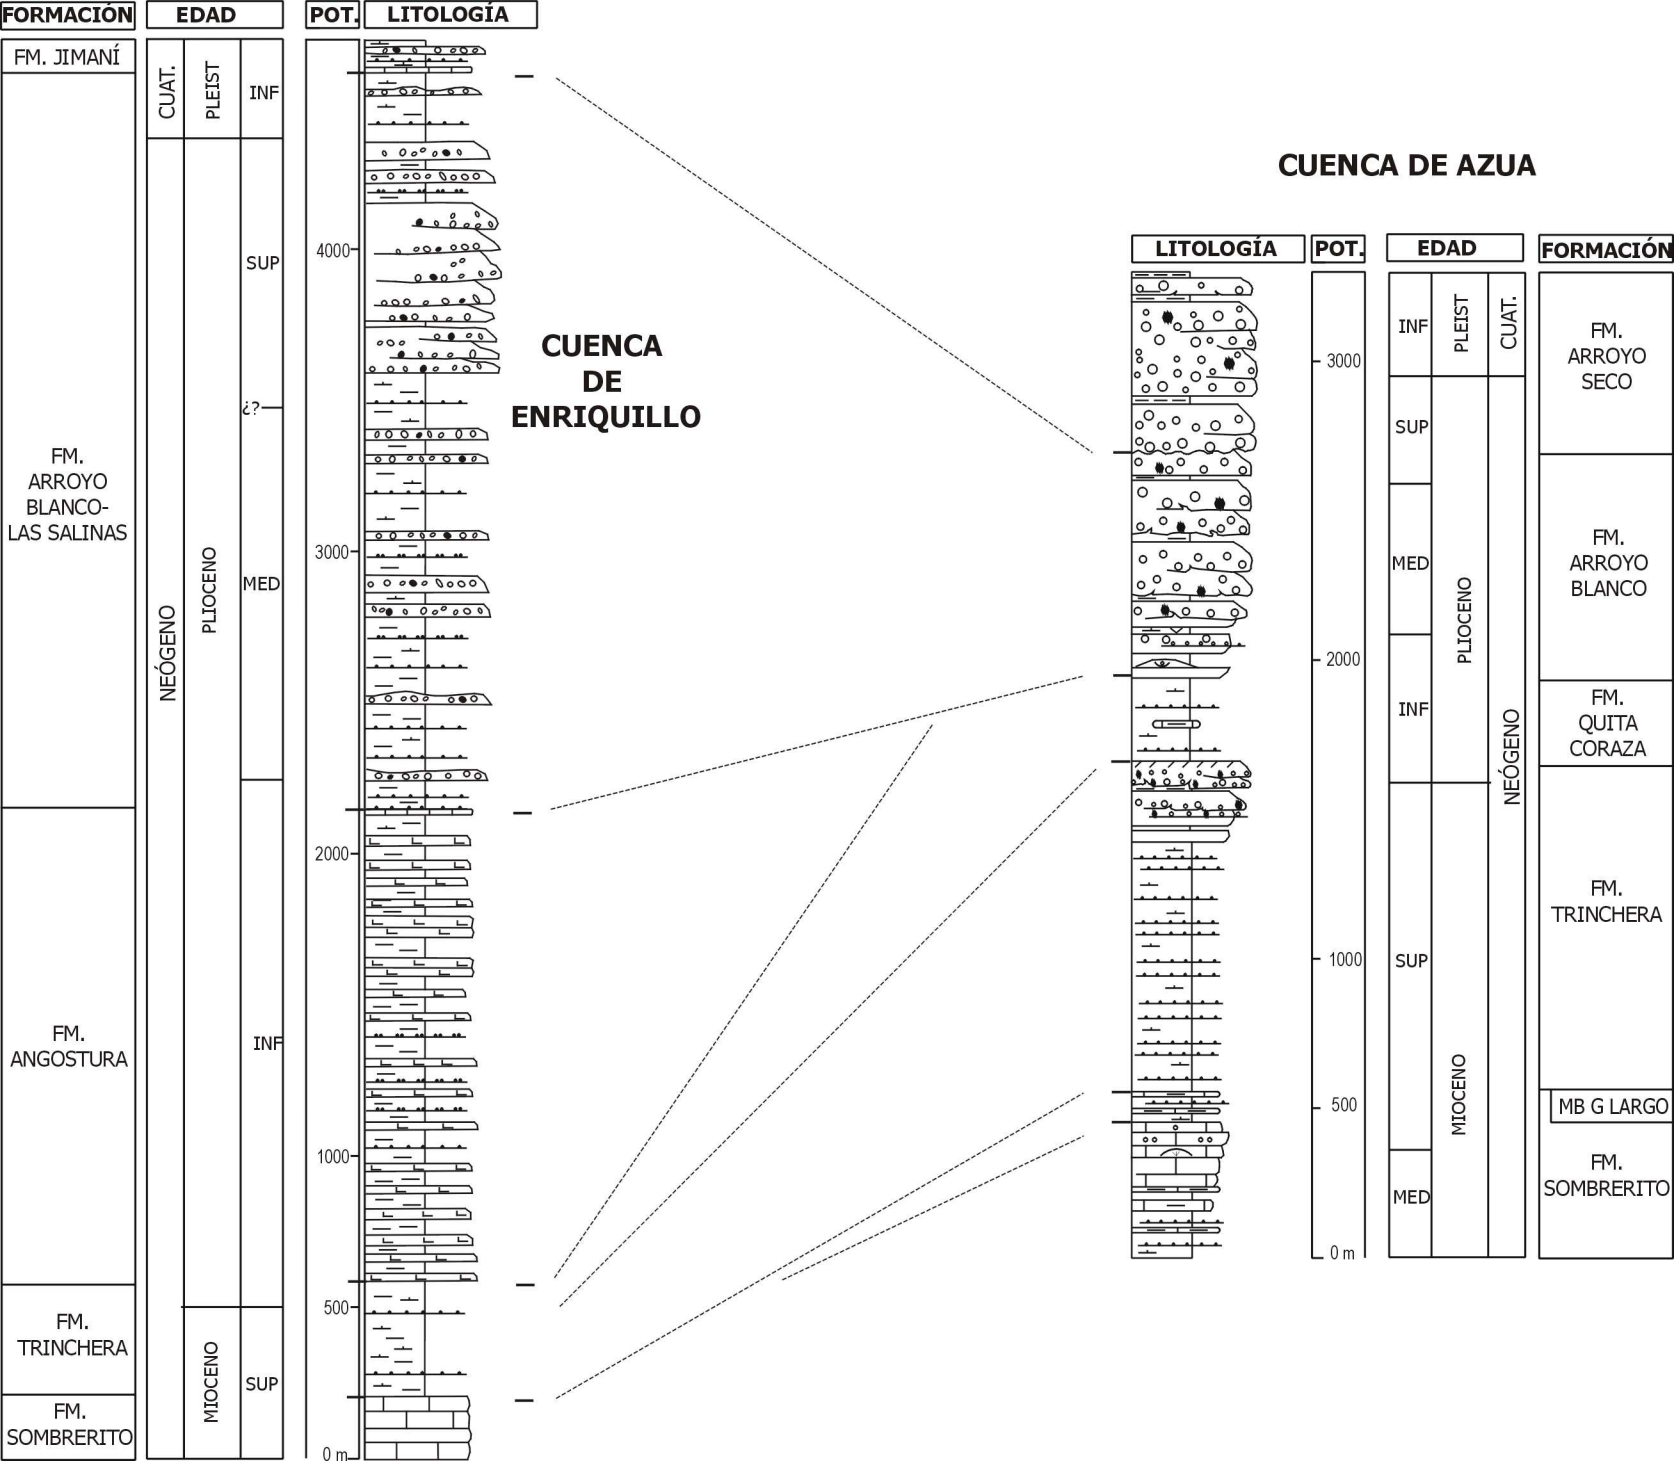 FORMACIÓN
EDAD
POT.
LITOLOGÍA
FM. JIMANÍ
FM.
ARROYO
BLANCO-
LAS SALINAS
FM.
ANGOSTURA
FM.
TRINCHERA
FM.
SOMBRERITO
CUAT.
NEÓGENO
PLEIST
PLIOCENO
MIOCENO
INF
SUP
¿?
MED
INF
SUP
4000
3000
2000
1000
500
0 m
CUENCA
DE
ENRIQUILLO
CUENCA DE AZUA
LITOLOGÍA
POT.
EDAD
FORMACIÓN
3000
2000
1000
500
0 m
INF
SUP
MED
INF
SUP
MED
PLEIST
PLIOCENO
MIOCENO
CUAT.
NEÓGENO
FM.
ARROYO
SECO
FM.
ARROYO
BLANCO
FM.
QUITA
CORAZA
FM.
TRINCHERA
MB G LARGO
FM.
SOMBRERITO